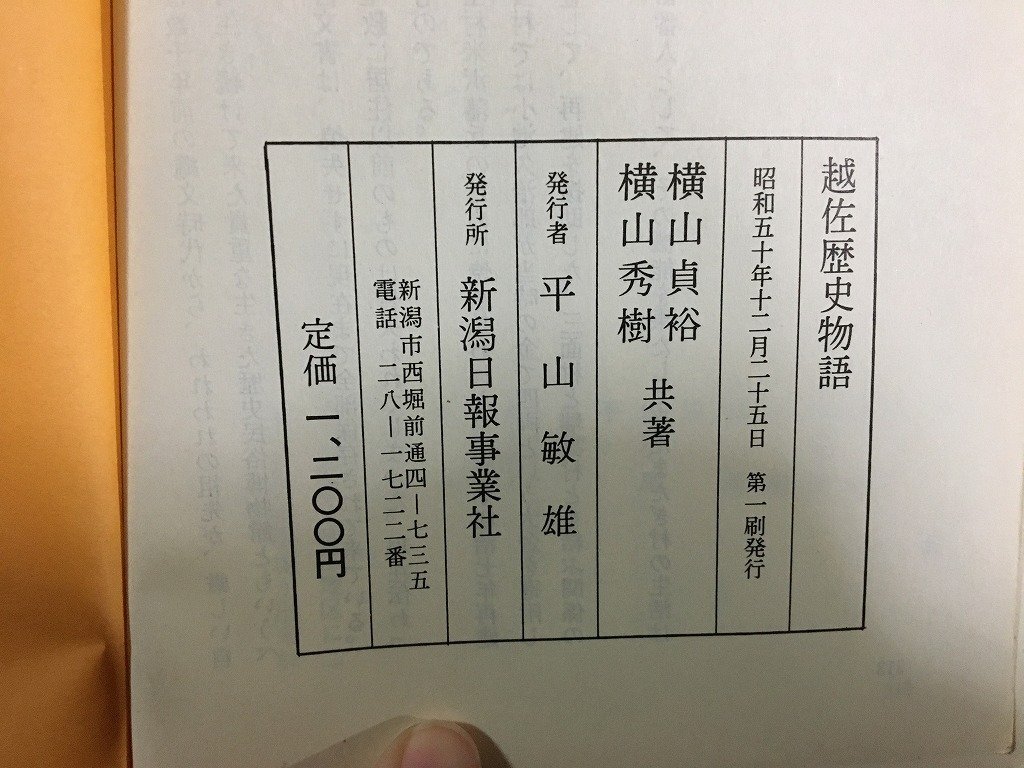 越佐歴史物語
昭和五十年十二月二十五日　第一刷発行
横山貞裕
横山秀樹
共著
発行者　平山敏雄
発行所　新潟日報事業社
新潟市西堀前通四―七三五
電話　二八―一七二二番
定価　一、二〇〇円